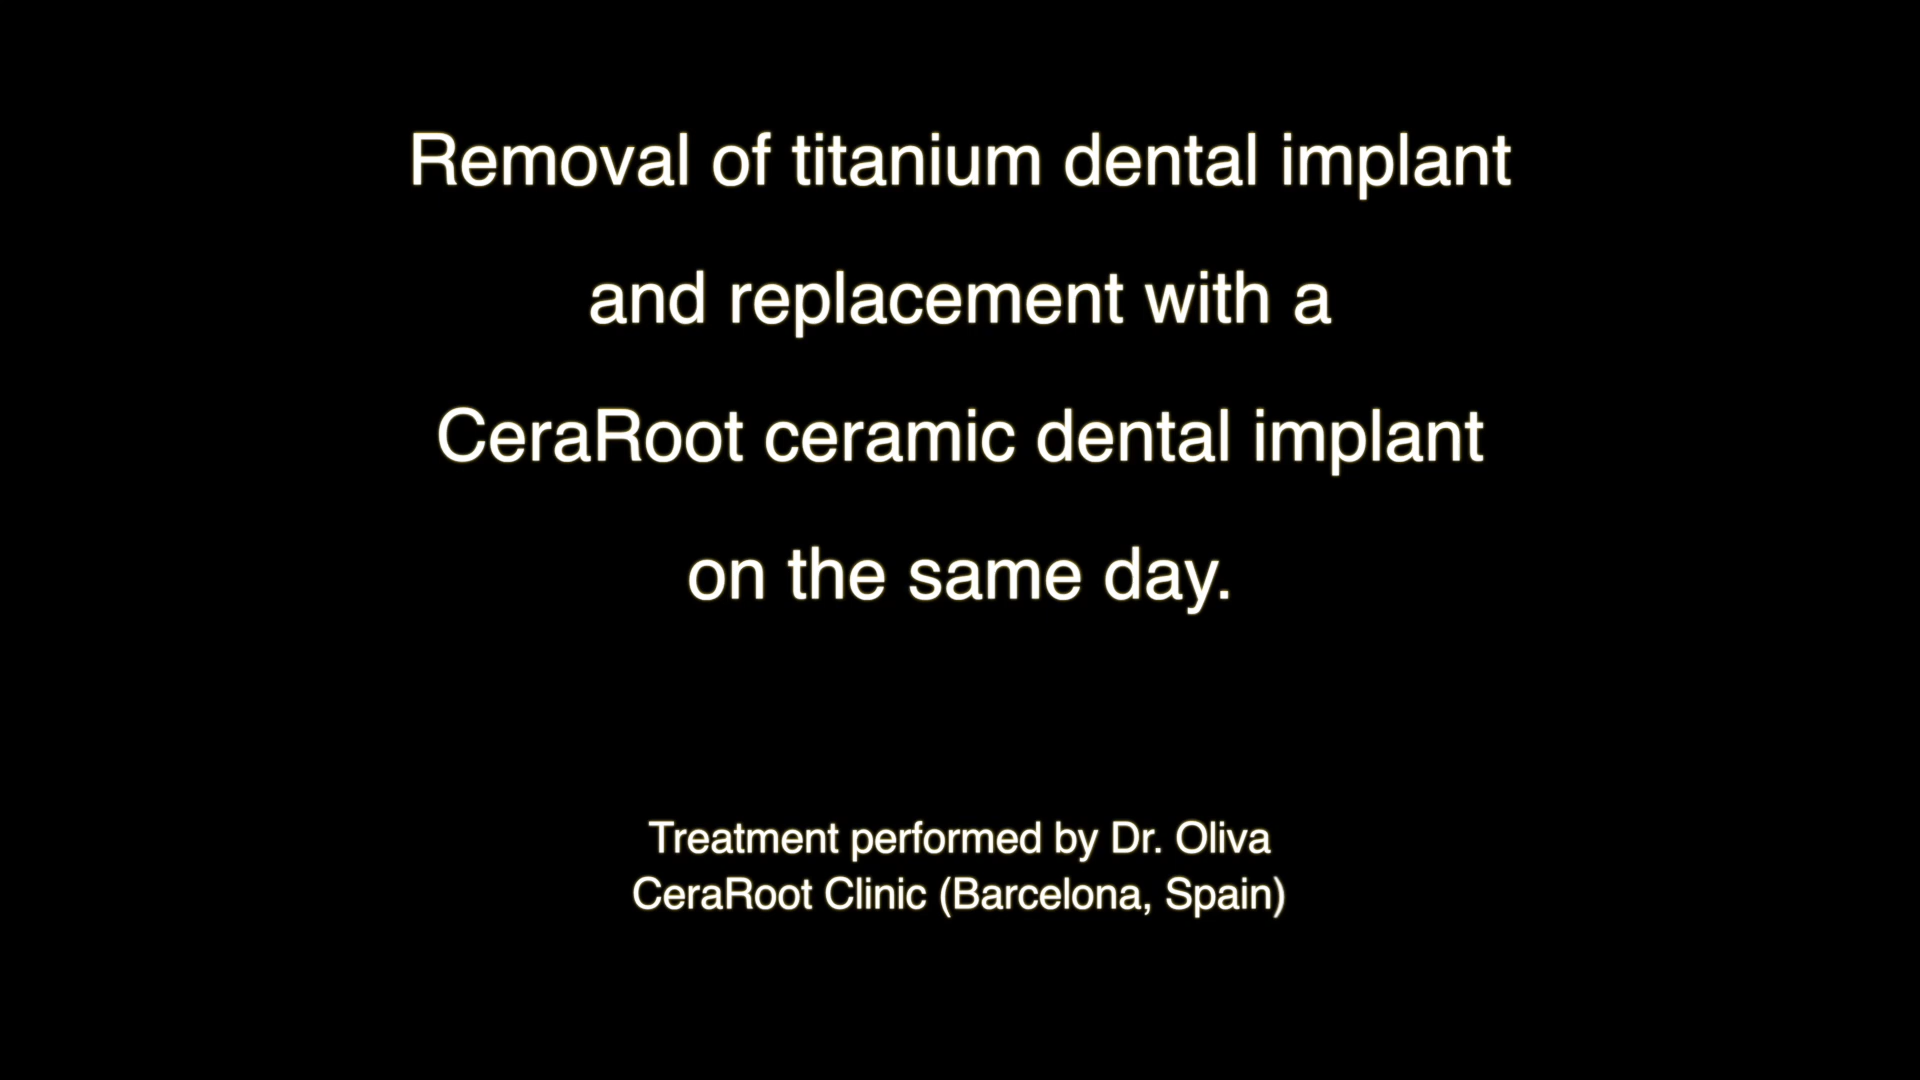 Removal of titanium dental implant
and replacement with a
CeraRoot ceramic dental implant
on the same day.
Treatment performed by Dr. Oliva
CeraRoot Clinic (Barcelona, Spain)